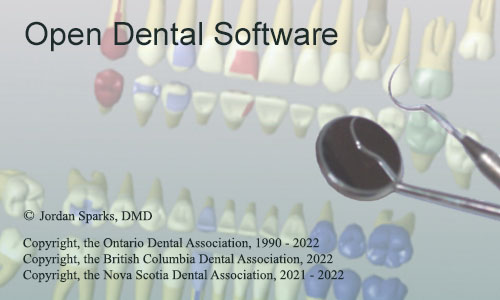 Open Dental Software
© Jordan Sparks, DMD
Copyright, the Ontario Dental Association, 1990 - 2022
Copyright, the British Columbia Dental Association, 2022
Copyright, the Nova Scotia Dental Association, 2021 - 2022